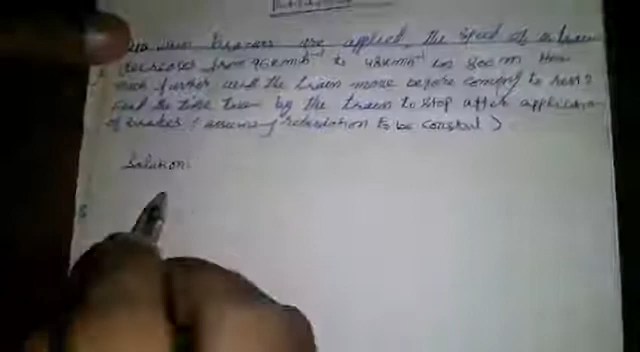 when brakes are applied, the speed of a train
decreases from 96kmh⁻¹ to 48kmh⁻¹ in 800m How
much further will the train move before coming to rest?
Find the time taken by the train to stop after application
of brakes (assuming retardation to be constant)
Solution: